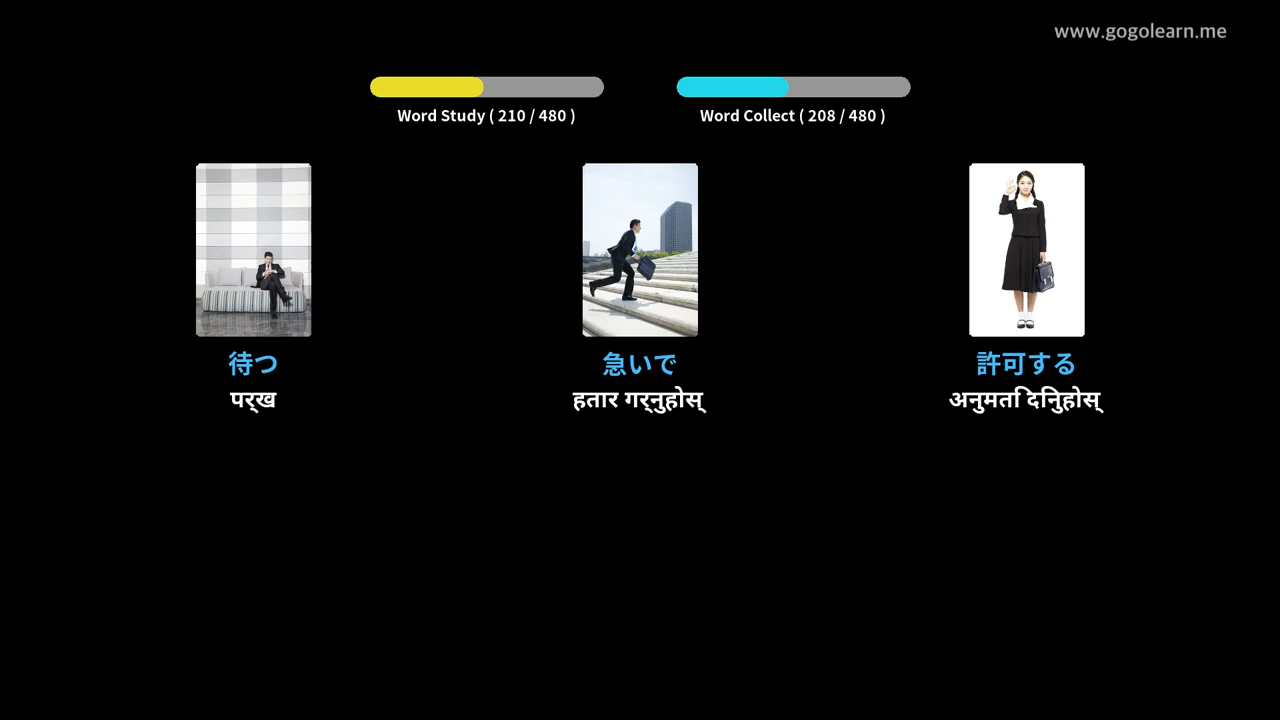 www.gogolearn.me
Word Study ( 210 / 480 )
Word Collect ( 208 / 480 )
待つ
急いで
許可する
पर्ख
हतार गर्नुहोस्
अनुमति दिनुहोस्